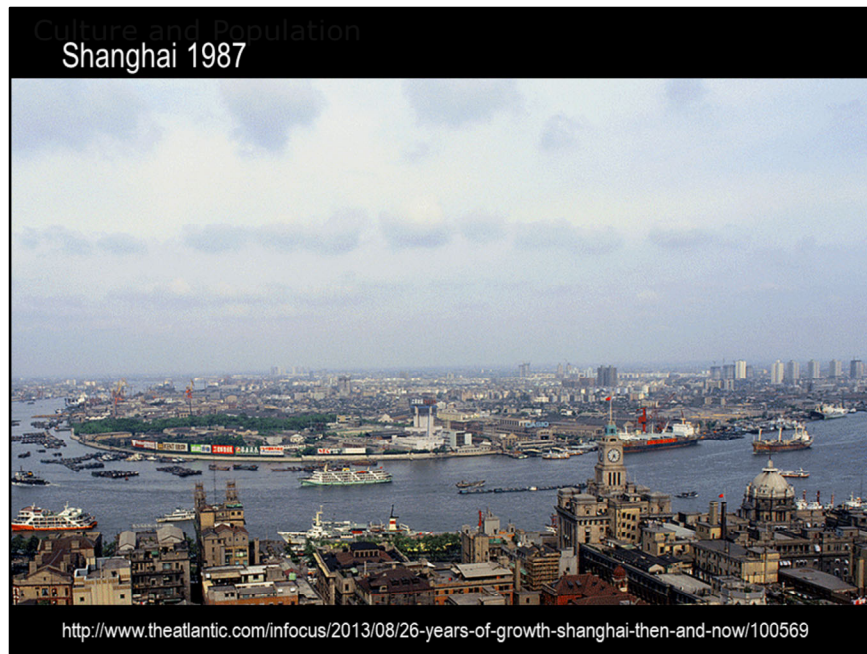 Culture and Population
Shanghai 1987
http://www.theatlantic.com/infocus/2013/08/26-years-of-growth-shanghai-then-and-now/100569